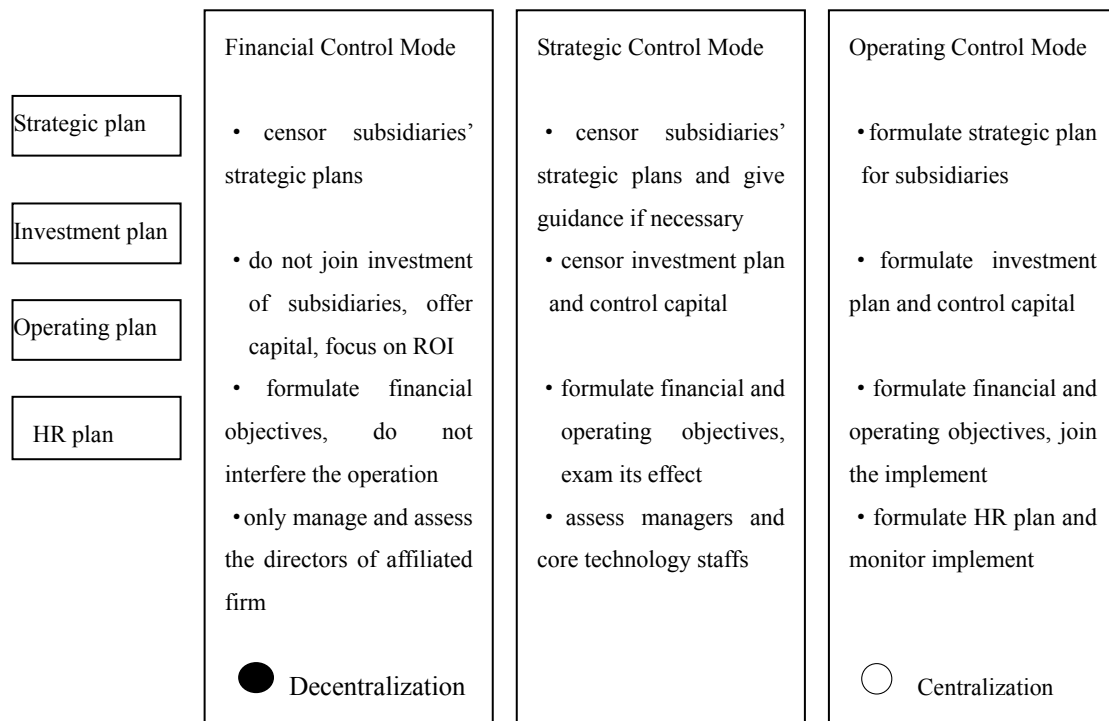 Strategic plan
Investment plan
Operating plan
HR plan
Financial Control Mode
• censor subsidiaries’
strategic plans
• do not join investment
of subsidiaries, offer
capital, focus on ROI
• formulate financial
objectives, do not
interfere the operation
•only manage and assess
the directors of affiliated
firm
Decentralization
Strategic Control Mode
• censor subsidiaries’
strategic plans and give
guidance if necessary
• censor investment plan
and control capital
• formulate financial and
operating objectives,
exam its effect
• assess managers and
core technology staffs
Operating Control Mode
•formulate strategic plan
for subsidiaries
• formulate investment
plan and control capital
• formulate financial and
operating objectives, join
the implement
• formulate HR plan and
monitor implement
Centralization